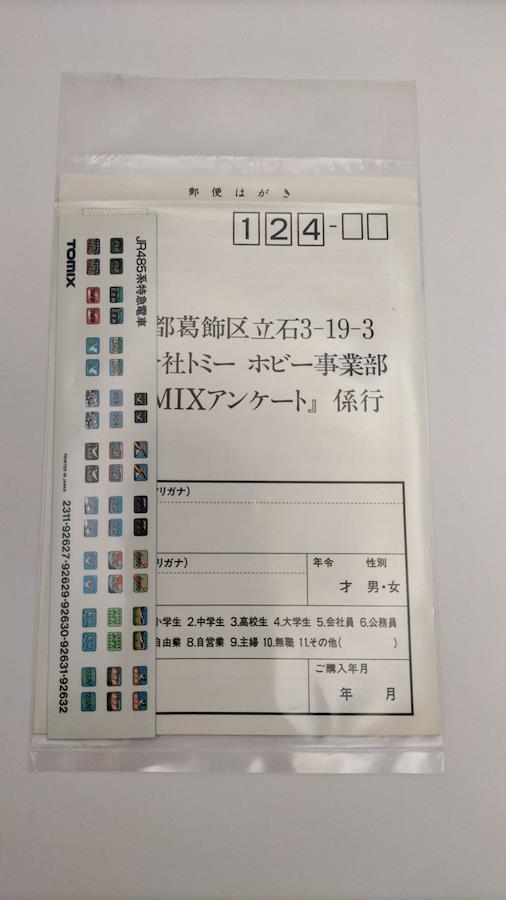 郵便はがき
124-
都葛飾区立石3-19-3
社トミー ホビー事業部
MIXアンケート』係行
リガナ)
リガナ)
年令 性別
才 男・女
小学生 2.中学生 3.高校生 4.大学生 5.会社員 6.公務員
自由業 8.自営業 9.主婦 10.無職 11.その他( )
ご購入年月
年 月
JR485系特急電車
TOMIX
PRINTED IN JAPAN
2311・92627・92629・92630・92631・92632